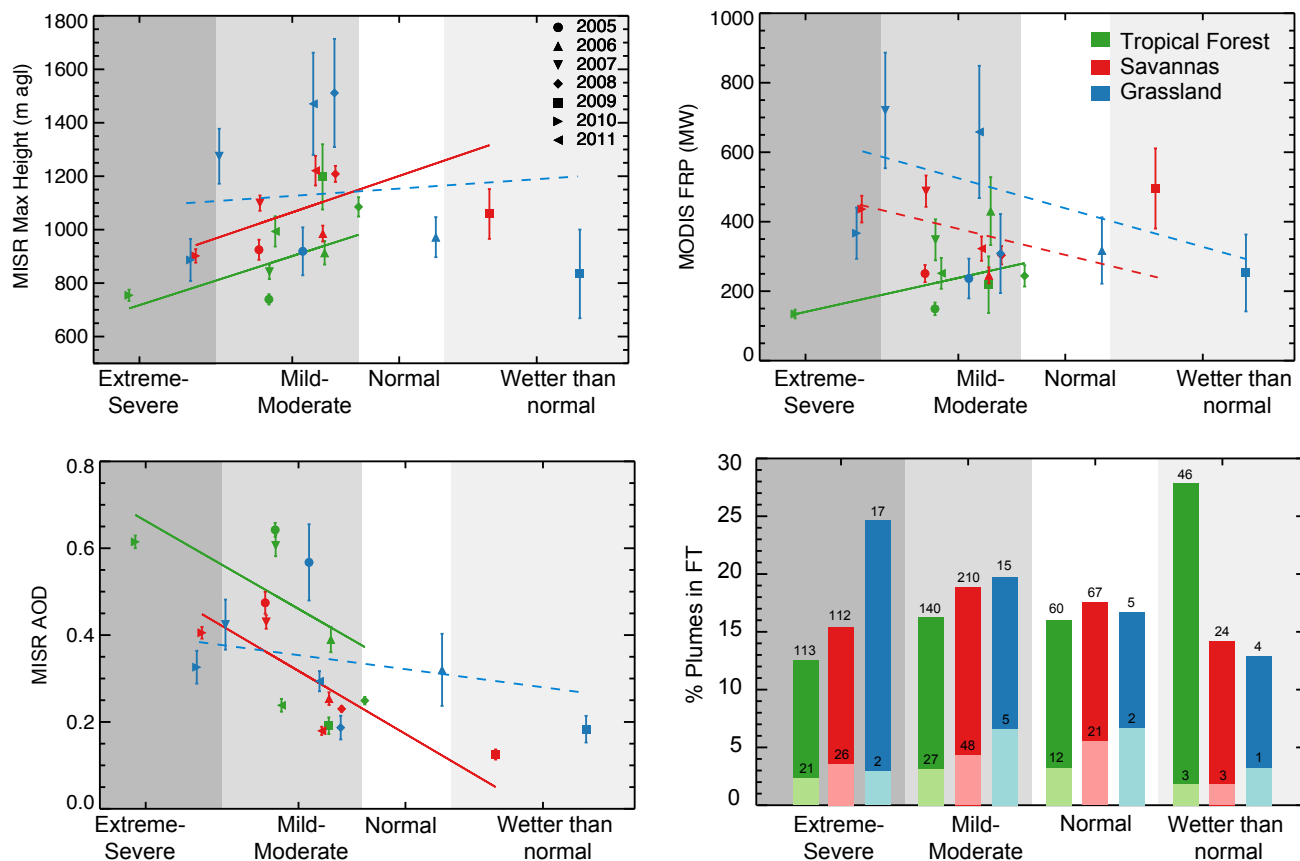 MISR Max Height (m agl)
1800
1600
1400
1200
1000
800
600
2005
2006
2007
2008
2009
2010
2011
Extreme-
Severe
Mild-
Moderate
Normal
Wetter than
normal
MODIS FRP (MW)
1000
800
600
400
200
0
Tropical Forest
Savannas
Grassland
Extreme-
Severe
Mild-
Moderate
Normal
Wetter than
normal
MISR AOD
0.8
0.6
0.4
0.2
0.0
Extreme-
Severe
Mild-
Moderate
Normal
Wetter than
normal
% Plumes in FT
30
25
20
15
10
5
0
113
112
17
140
210
15
60
67
5
46
24
4
21
26
2
27
48
5
12
21
2
3
3
1
Extreme-
Severe
Mild-
Moderate
Normal
Wetter than
normal